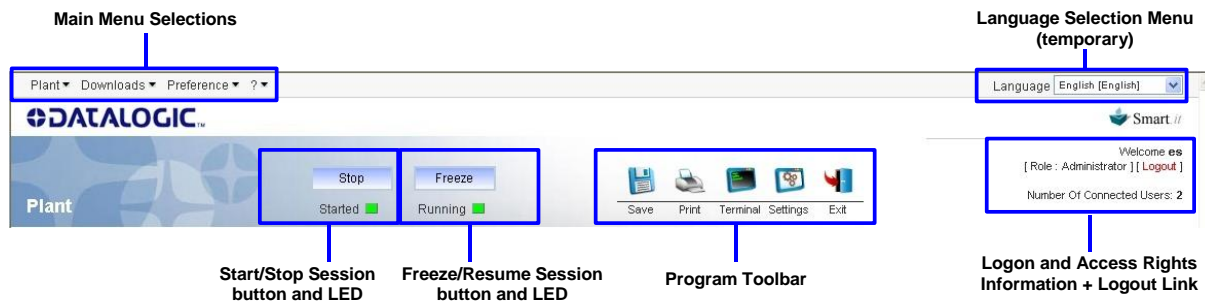 Main Menu Selections
Language Selection Menu
(temporary)
Plant Downloads Preference ?
Language English [English]
DATALOGIC™
Smart it
Welcome es
[ Role : Administrator ] [ Logout ]
Number Of Connected Users: 2
Plant
Stop
Started
Freeze
Running
Save Print Terminal Settings Exit
Start/Stop Session
button and LED
Freeze/Resume Session
button and LED
Program Toolbar
Logon and Access Rights
Information + Logout Link